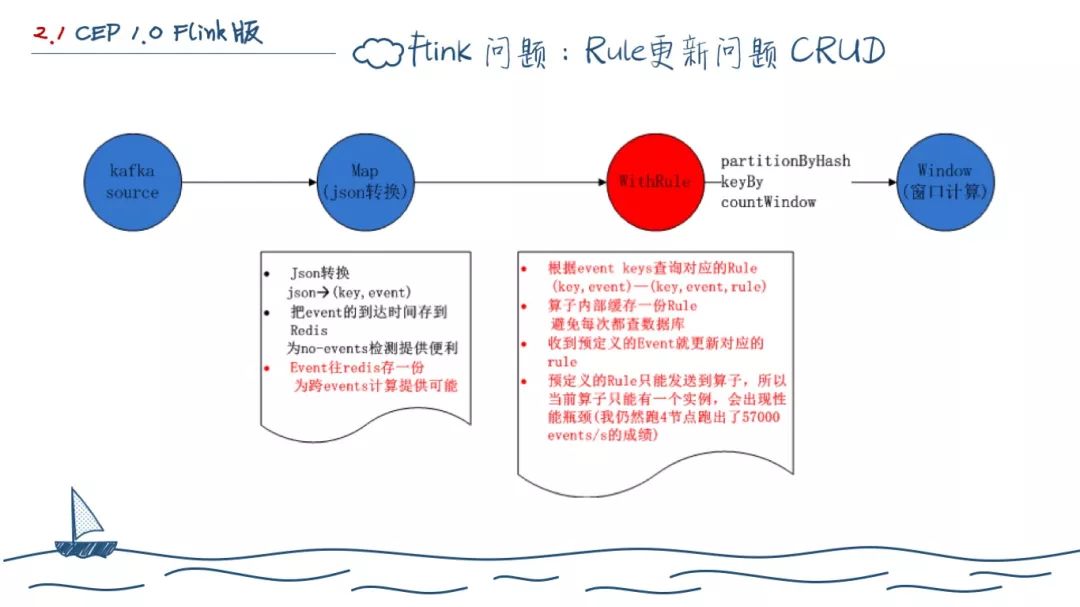 2.1 CEP 1.0 Flink版
Flink 问题：Rule更新问题 CRUD
kafka
source
Map
(json转换)
WithRule
partitionByHash
keyBy
countWindow
Window
(窗口计算)
• Json转换
json→(key,event)
• 把event的到达时间存到
Redis
为no-events检测提供便利
• Event往redis存一份
为跨events计算提供可能
• 根据event keys查询对应的Rule
(key,event)—(key,event,rule)
• 算子内部缓存一份Rule
避免每次都查数据库
• 收到预定义的Event就更新对应的
rule
• 预定义的Rule只能发送到算子，所以
当前算子只能有一个实例，会出现性
能瓶颈(我仍然跑4节点跑出了57000
events/s的成绩)